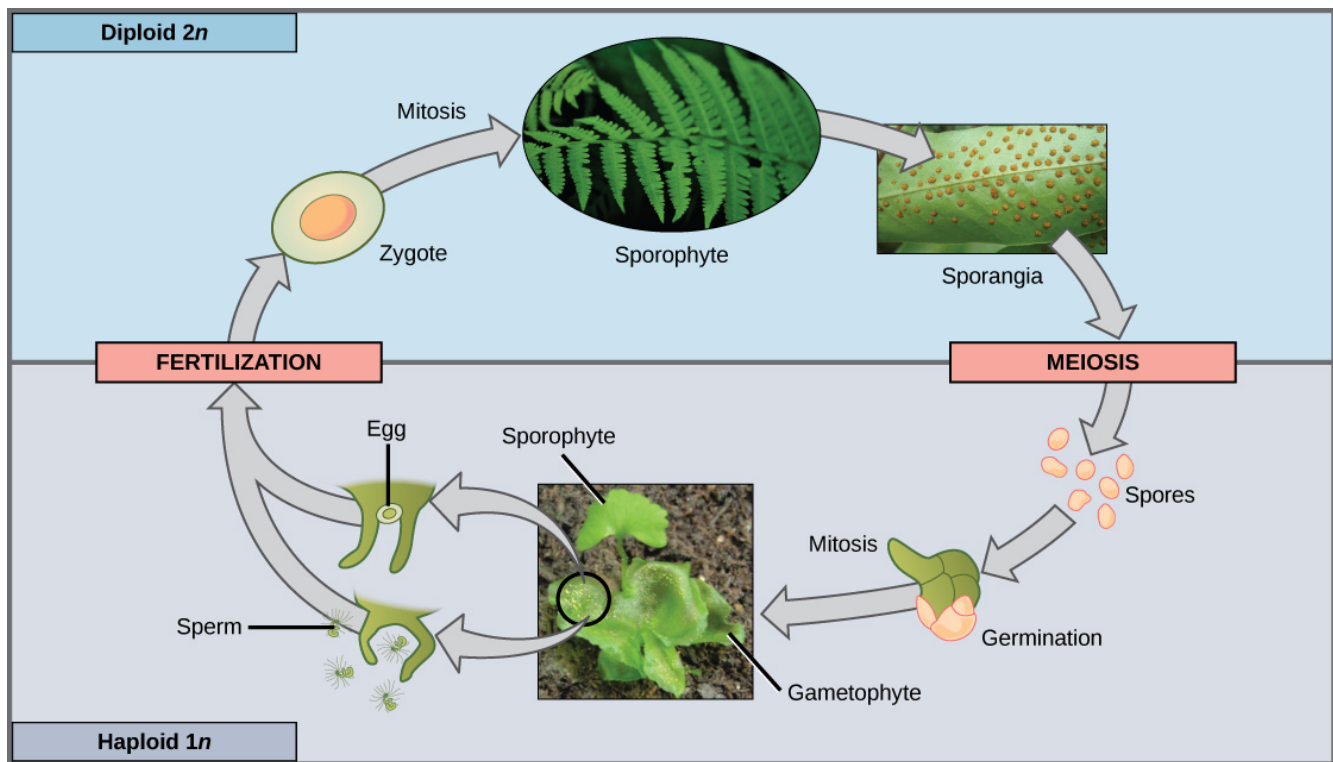 Diploid 2n
Mitosis
Zygote
Sporophyte
Sporangia
FERTILIZATION
MEIOSIS
Egg
Sporophyte
Spores
Mitosis
Sperm
Germination
Gametophyte
Haploid 1n